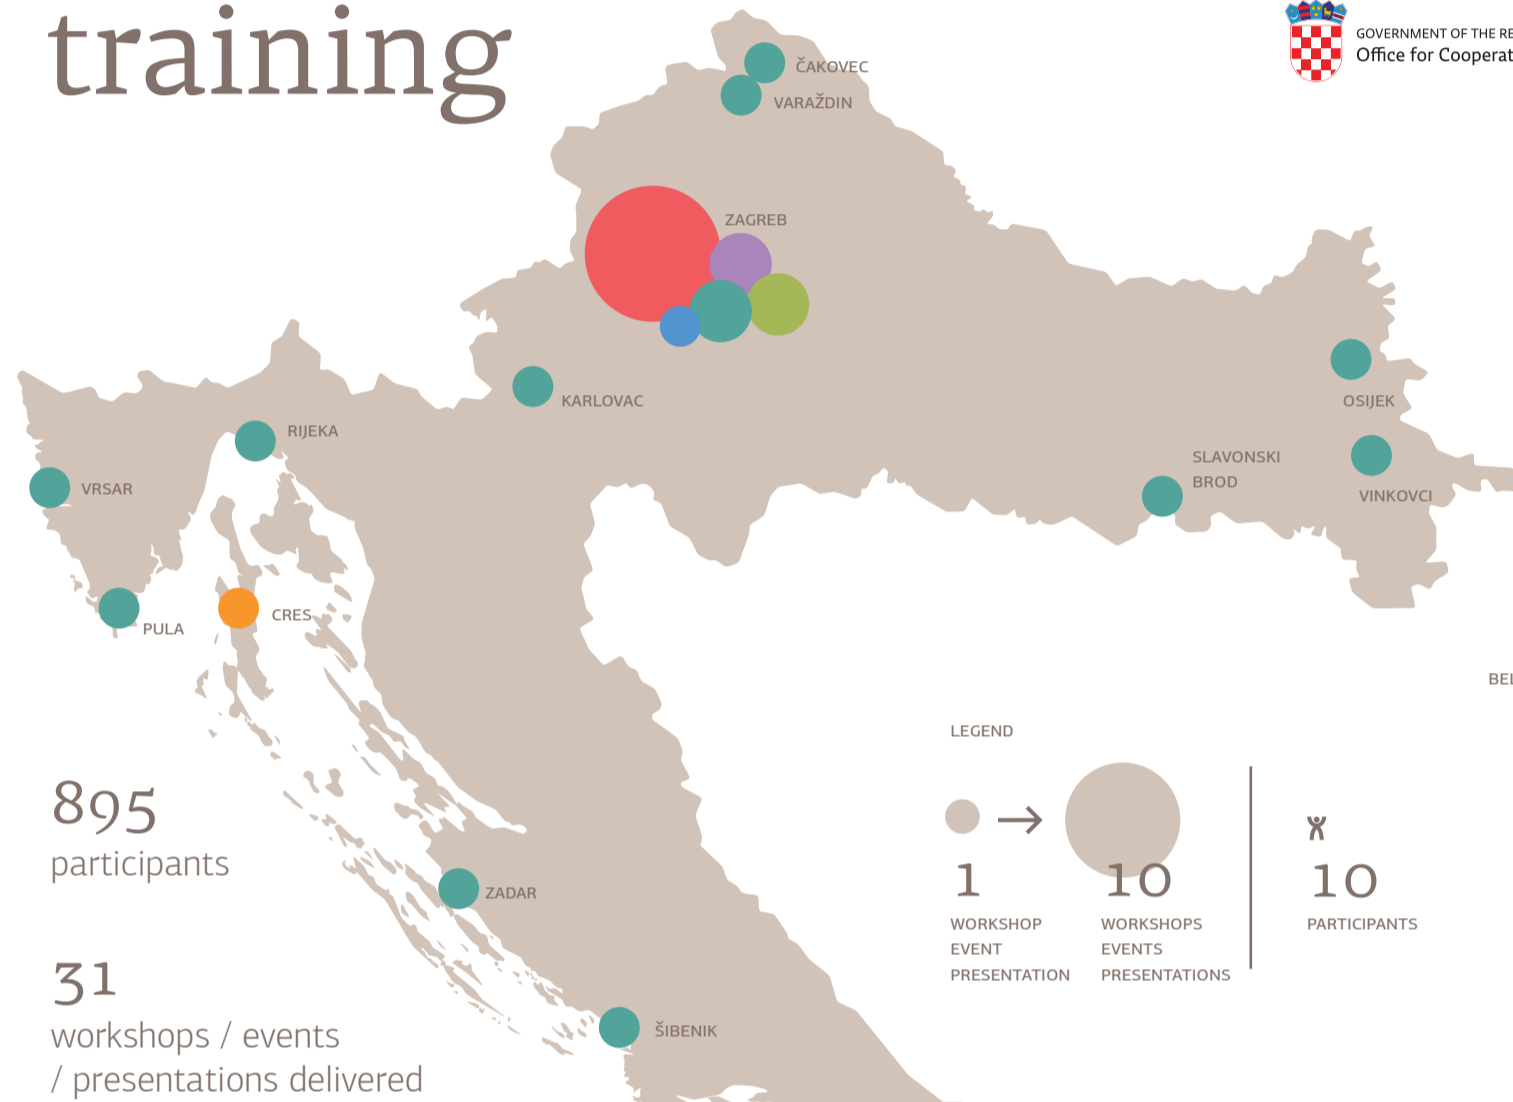 training
GOVERNMENT OF THE RE
Office for Cooperat
ČAKOVEC
VARAŽDIN
ZAGREB
KARLOVAC
RIJEKA
VRSAR
PULA
CRES
OSIJEK
SLAVONSKI
BROD
VINKOVCI
BEL
895
participants
31
workshops / events
/ presentations delivered
ZADAR
ŠIBENIK
LEGEND
1
WORKSHOP
EVENT
PRESENTATION
10
WORKSHOPS
EVENTS
PRESENTATIONS
10
PARTICIPANTS